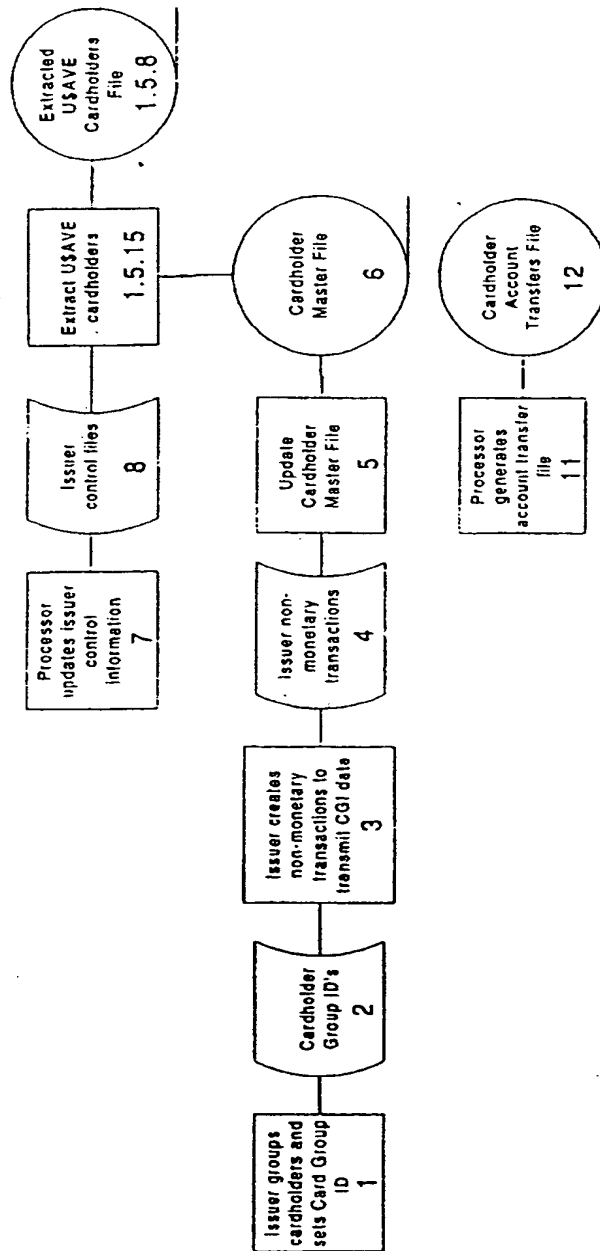 Processor
updates issuer
control
information
7
Issuer
control files
8
Extract U$AVE
cardholders
1.5.15
Extracted
U$AVE
Cardholders
File
1.5.8
Issuer groups
cardholders and
sets Card Group
ID
1
Cardholder
Group ID's
2
Issuer creates
non-monetary
transactions to
transmit CGI data
3
Issuer non-
monetary
transactions
4
Update
Cardholder
Master File
5
Cardholder
Master File
6
Processor
generates
account transfer
file
11
Cardholder
Account
Transfers File
12